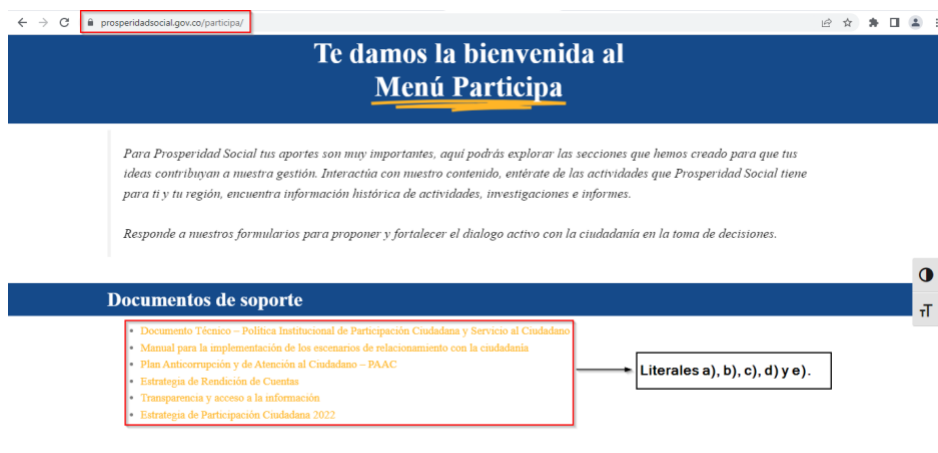 prosperidadsocial.gov.co/participa/
Te damos la bienvenida al
Menú Participa
Para Prosperidad Social tus aportes son muy importantes, aquí podrás explorar las secciones que hemos creado para que tus
ideas contribuyan a nuestra gestión. Interactúa con nuestro contenido, entérate de las actividades que Prosperidad Social tiene
para ti y tu región, encuentra información histórica de actividades, investigaciones e informes.
Responde a nuestros formularios para proponer y fortalecer el dialogo activo con la ciudadanía en la toma de decisiones.
Documentos de soporte
Documento Técnico – Política Institucional de Participación Ciudadana y Servicio al Ciudadano
Manual para la implementación de los escenarios de relacionamiento con la ciudadanía
Plan Anticorrupción y de Atención al Ciudadano – PAAC
Estrategia de Rendición de Cuentas
Transparencia y acceso a la información
Estrategia de Participación Ciudadana 2022
Literales a), b), c), d) y e).
TT